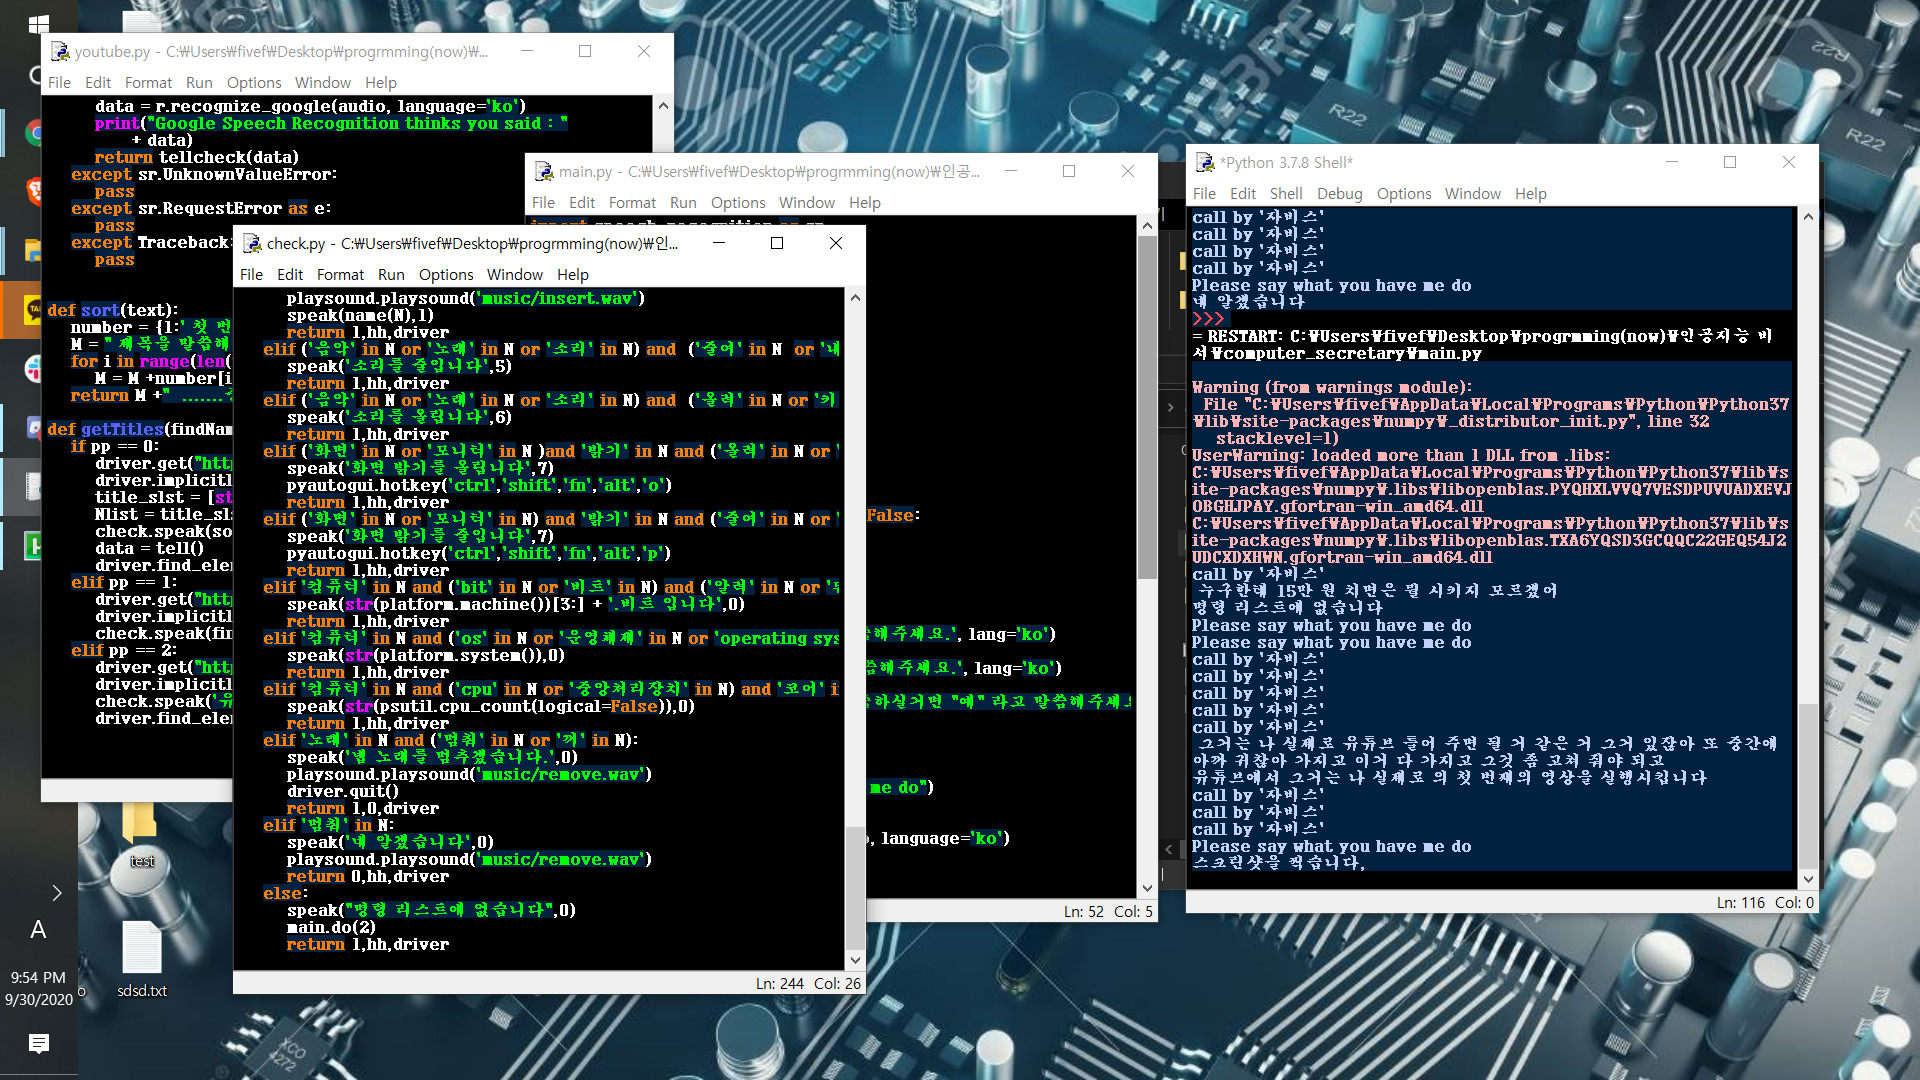 youtube.py - C:₩Users₩fivef₩Desktop₩progrmming(now)₩...
File Edit Format Run Options Window Help
data = r.recognize_google(audio, language='ko')
print("Google Speech Recognition thinks you said : "
+ data)
return tellcheck(data)
except sr.UnknownValueError:
pass
except sr.RequestError as e:
pass
except Traceback:
pass
def sort(text):
number = {1:' 첫 번
M = " 제목을 말씀해
for i in range(len(
M = M +number[i
return M +" .......
def getTitles(findNam
if pp == 0:
driver.get("htt
driver.implicitl
title_slst = [st
Nlist = title_sl
check.speak(so
data = tell()
driver.find_ele
elif pp == 1:
driver.get("htt
driver.implicitl
check.speak(fin
elif pp == 2:
driver.get("htt
driver.implicitl
check.speak('유
driver.find_ele
main.py - C:₩Users₩fivef₩Desktop₩progrmming(now)₩인공...
File Edit Format Run Options Window Help
import speech_recognition as sr
False:
해주세요.', lang='ko')
씀해주세요.', lang='ko')
하실거면 "예" 라고 말씀해주세요
me do")
, language='ko')
Ln: 52 Col: 5
check.py - C:₩Users₩fivef₩Desktop₩progrmming(now)₩인...
File Edit Format Run Options Window Help
playsound.playsound('music/insert.wav')
speak(name(N),1)
return 1,hh,driver
elif ('음악' in N or '노래' in N or '소리' in N) and ('줄여' in N or '내
speak('소리를 줄입니다',5)
return 1,hh,driver
elif ('음악' in N or '노래' in N or '소리' in N) and ('올려' in N or '키
speak('소리를 올립니다',6)
return 1,hh,driver
elif ('화면' in N or '모니터' in N )and '밝기' in N and ('올려' in N or '
speak('화면 밝기를 올립니다',7)
pyautogui.hotkey('ctrl','shift','fn','alt','o')
return 1,hh,driver
elif ('화면' in N or '모니터' in N) and '밝기' in N and ('줄여' in N or '
speak('화면 밝기를 줄입니다',7)
pyautogui.hotkey('ctrl','shift','fn','alt','p')
return 1,hh,driver
elif '컴퓨터' in N and ('bit' in N or '비트' in N) and ('알려' in N or '
speak(str(platform.machine())[3:] + '.비트 입니다',0)
return 1,hh,driver
elif '컴퓨터' in N and ('os' in N or '운영체제' in N or 'operating sys
speak(str(platform.system()),0)
return 1,hh,driver
elif '컴퓨터' in N and ('cpu' in N or '중앙처리장치' in N) and '코어' i
speak(str(psutil.cpu_count(logical=False)),0)
return 1,hh,driver
elif '노래' in N and ('멈춰' in N or '꺼' in N):
speak('넵 노래를 멈추겠습니다.',0)
playsound.playsound('music/remove.wav')
driver.quit()
return 1,0,driver
elif '멈춰' in N:
speak('네 알겠습니다',0)
playsound.playsound('music/remove.wav')
return 0,hh,driver
else:
speak("명령 리스트에 없습니다",0)
main.do(2)
return 1,hh,driver
Ln: 244 Col: 26
*Python 3.7.8 Shell*
File Edit Shell Debug Options Window Help
call by '자비스'
call by '자비스'
call by '자비스'
call by '자비스'
Please say what you have me do
네 알겠습니다
>>>
= RESTART: C:₩Users₩fivef₩Desktop₩progrmming(now)₩인공지능 비
서₩computer_secretary₩main.py
Warning (from warnings module):
File "C:₩Users₩fivef₩AppData₩Local₩Programs₩Python₩Python37
₩lib₩site-packages₩numpy₩_distributor_init.py", line 32
stacklevel=1)
UserWarning: loaded more than 1 DLL from .libs:
C:₩Users₩fivef₩AppData₩Local₩Programs₩Python₩Python37₩lib₩s
ite-packages₩numpy₩.libs₩libopenblas.PYQHXLVVQ7VESDPUVUADXEVJ
OBGHJPAY.gfortran-win_amd64.dll
C:₩Users₩fivef₩AppData₩Local₩Programs₩Python₩Python37₩lib₩s
ite-packages₩numpy₩.libs₩libopenblas.TXA6YQSD3GCQQC22GEQ54J2
UDCXDXHWN.gfortran-win_amd64.dll
call by '자비스'
누구한테 15만 원 치면은 뭘 시키지 모르겠어
명령 리스트에 없습니다
Please say what you have me do
Please say what you have me do
call by '자비스'
call by '자비스'
call by '자비스'
call by '자비스'
call by '자비스'
그거는 나 실제로 유튜브 틀어 주면 될 거 같은 거 그거 있잖아 또 중간에
아까 귀찮아 가지고 이거 다 가지고 그것 좀 고쳐 줘야 되고
유튜브에서 그거는 나 실제로 의 첫 번째의 영상을 실행시킵니다
call by '자비스'
call by '자비스'
call by '자비스'
Please say what you have me do
스크린샷을 찍습니다,
Ln: 116 Col: 0
test
sdsd.txt
A
9:54 PM
9/30/2020
R22
R22
R22
XCO
4272